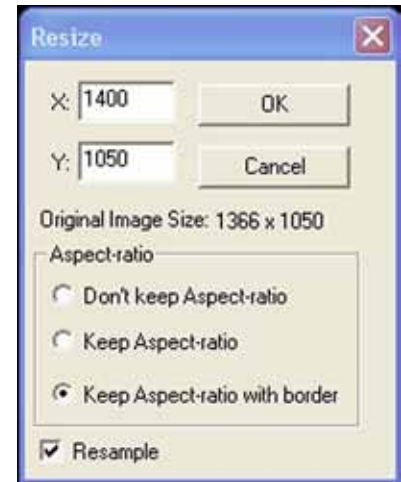 Resize
X: 1400 OK
Y: 1050 Cancel
Original Image Size: 1366 x 1050
Aspect-ratio
Don't keep Aspect-ratio
Keep Aspect-ratio
Keep Aspect-ratio with border
Resample